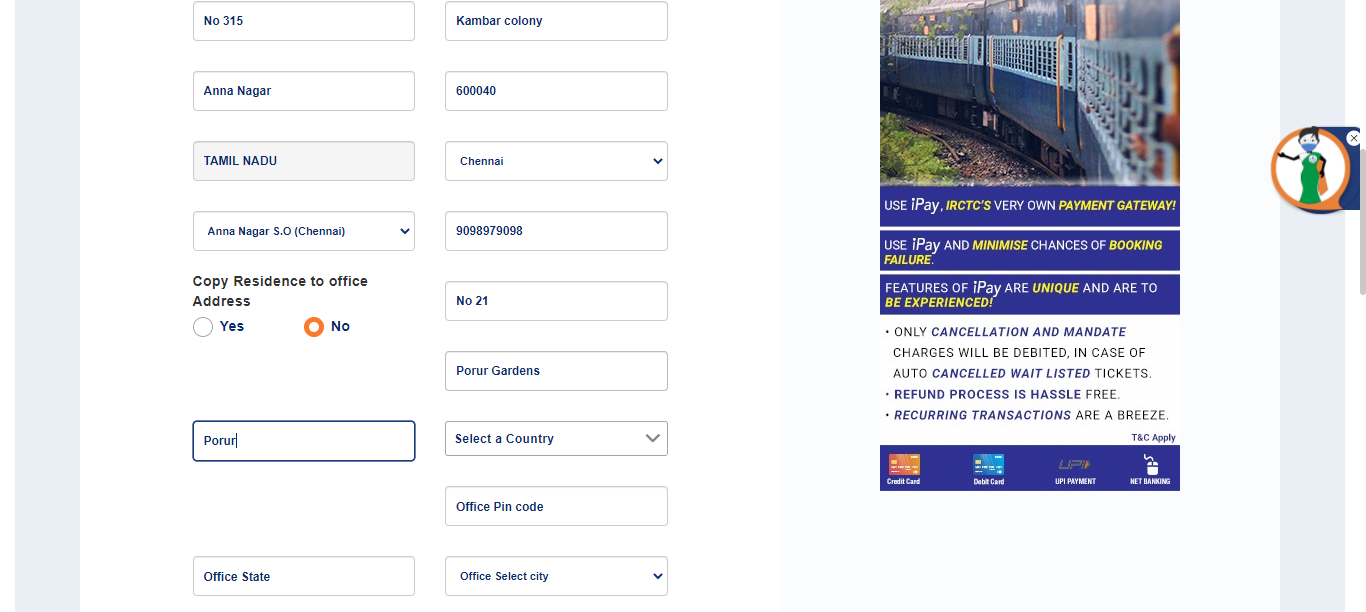 No 315
Kambar colony
Anna Nagar
600040
TAMIL NADU
Chennai
Anna Nagar S.O (Chennai)
9098979098
Copy Residence to office
Address
Yes
No
No 21
Porur Gardens
Porur
Select a Country
Office Pin code
Office State
Office Select city
USE iPay, IRCTC'S VERY OWN PAYMENT GATEWAY!
USE iPay AND MINIMISE CHANCES OF BOOKING
FAILURE.
FEATURES OF iPay ARE UNIQUE AND ARE TO
BE EXPERIENCED!
• ONLY CANCELLATION AND MANDATE
CHARGES WILL BE DEBITED, IN CASE OF
AUTO CANCELLED WAIT LISTED TICKETS.
• REFUND PROCESS IS HASSLE FREE.
• RECURRING TRANSACTIONS ARE A BREEZE.
T&C Apply
Credit Card
Debit Card
UPI
UPI PAYMENT
NET BANKING